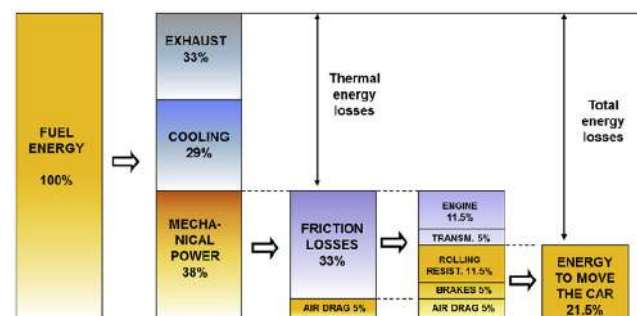 FUEL
ENERGY
100%
EXHAUST
33%
COOLING
29%
MECHA-
NICAL
POWER
38%
Thermal
energy
losses
FRICTION
LOSSES
33%
AIR DRAG 5%
ENGINE
11.5%
TRANSM. 5%
ROLLING
RESIST. 11.5%
BRAKES 5%
AIR DRAG 5%
Total
energy
losses
ENERGY
TO MOVE
THE CAR
21.5%